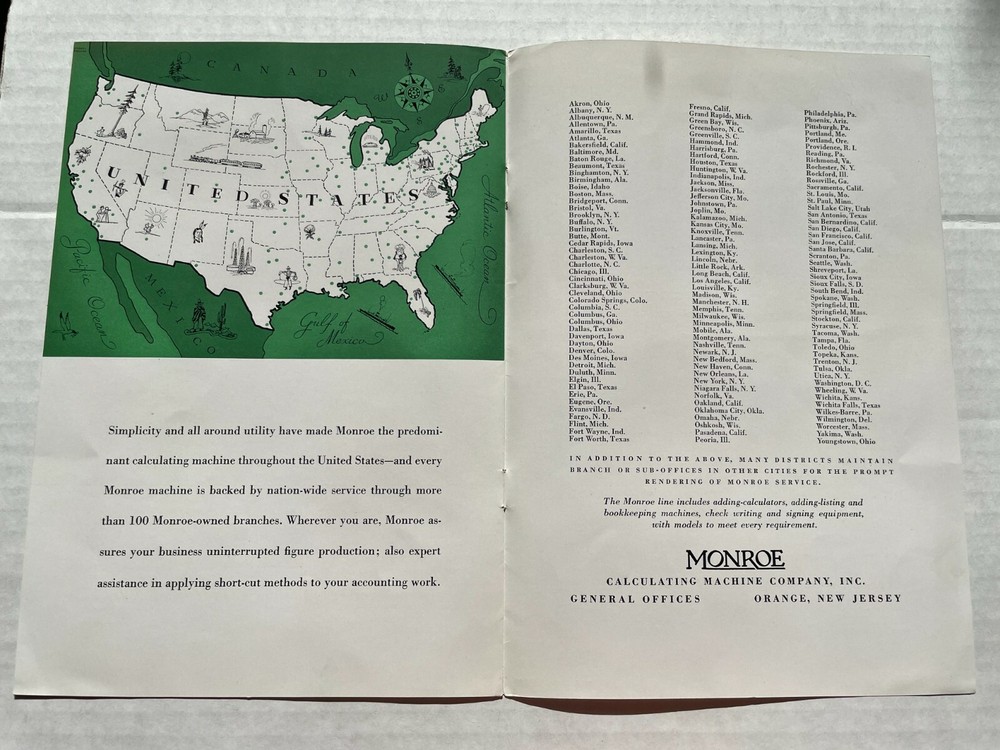 CANADA
UNITED STATES
Atlantic Ocean
Pacific Ocean
MEXICO
Gulf of
Mexico
Simplicity and all around utility have made Monroe the predomi-
nant calculating machine throughout the United States—and every
Monroe machine is backed by nation-wide service through more
than 100 Monroe-owned branches. Wherever you are, Monroe as-
sures your business uninterrupted figure production; also expert
assistance in applying short-cut methods to your accounting work.
Akron, Ohio
Albany, N. Y.
Albuquerque, N. M.
Allentown, Pa.
Amarillo, Texas
Atlanta, Ga.
Bakersfield, Calif.
Baltimore, Md.
Baton Rouge, La.
Beaumont, Texas
Binghamton, N. Y.
Birmingham, Ala.
Boise, Idaho
Boston, Mass.
Bridgeport, Conn.
Bristol, Va.
Brooklyn, N. Y.
Buffalo, N. Y.
Burlington, Vt.
Butte, Mont.
Cedar Rapids, Iowa
Charleston, S. C.
Charleston, W. Va.
Charlotte, N. C.
Chicago, Ill.
Cincinnati, Ohio
Clarksburg, W. Va.
Cleveland, Ohio
Colorado Springs, Colo.
Columbia, S. C.
Columbus, Ga.
Columbus, Ohio
Dallas, Texas
Davenport, Iowa
Dayton, Ohio
Denver, Colo.
Des Moines, Iowa
Detroit, Mich.
Duluth, Minn.
Elgin, Ill.
El Paso, Texas
Erie, Pa.
Eugene, Ore.
Evansville, Ind.
Fargo, N. D.
Flint, Mich.
Fort Wayne, Ind.
Fort Worth, Texas
Fresno, Calif.
Grand Rapids, Mich.
Green Bay, Wis.
Greensboro, N. C.
Greenville, S. C.
Hammond, Ind.
Harrisburg, Pa.
Hartford, Conn.
Houston, Texas
Huntington, W. Va.
Indianapolis, Ind.
Jackson, Miss.
Jacksonville, Fla.
Jefferson City, Mo.
Johnstown, Pa.
Joplin, Mo.
Kalamazoo, Mich.
Kansas City, Mo.
Knoxville, Tenn.
Lancaster, Pa.
Lansing, Mich.
Lexington, Ky.
Lincoln, Nebr.
Little Rock, Ark.
Long Beach, Calif.
Los Angeles, Calif.
Louisville, Ky.
Madison, Wis.
Manchester, N. H.
Memphis, Tenn.
Milwaukee, Wis.
Minneapolis, Minn.
Mobile, Ala.
Montgomery, Ala.
Nashville, Tenn.
Newark, N. J.
New Bedford, Mass.
New Haven, Conn.
New Orleans, La.
New York, N. Y.
Niagara Falls, N. Y.
Norfolk, Va.
Oakland, Calif.
Oklahoma City, Okla.
Omaha, Nebr.
Oshkosh, Wis.
Pasadena, Calif.
Peoria, Ill.
Philadelphia, Pa.
Phoenix, Ariz.
Pittsburgh, Pa.
Portland, Me.
Portland, Ore.
Providence, R. I.
Reading, Pa.
Richmond, Va.
Rochester, N. Y.
Rockford, Ill.
Rossville, Ga.
Sacramento, Calif.
St. Louis, Mo.
St. Paul, Minn.
Salt Lake City, Utah
San Antonio, Texas
San Bernardino, Calif.
San Diego, Calif.
San Francisco, Calif.
San Jose, Calif.
Santa Barbara, Calif.
Scranton, Pa.
Seattle, Wash.
Shreveport, La.
Sioux City, Iowa
Sioux Falls, S. D.
South Bend, Ind.
Spokane, Wash.
Springfield, Ill.
Springfield, Mass.
Stockton, Calif.
Syracuse, N. Y.
Tacoma, Wash.
Tampa, Fla.
Toledo, Ohio
Topeka, Kans.
Trenton, N. J.
Tulsa, Okla.
Utica, N. Y.
Washington, D. C.
Wheeling, W. Va.
Wichita, Kans.
Wichita Falls, Texas
Wilkes-Barre, Pa.
Wilmington, Del.
Worcester, Mass.
Yakima, Wash.
Youngstown, Ohio
IN ADDITION TO THE ABOVE, MANY DISTRICTS MAINTAIN
BRANCH OR SUB-OFFICES IN OTHER CITIES FOR THE PROMPT
RENDERING OF MONROE SERVICE.
The Monroe line includes adding-calculators, adding-listing and
bookkeeping machines, check writing and signing equipment,
with models to meet every requirement.
MONROE
CALCULATING MACHINE COMPANY, INC.
GENERAL OFFICES ORANGE, NEW JERSEY